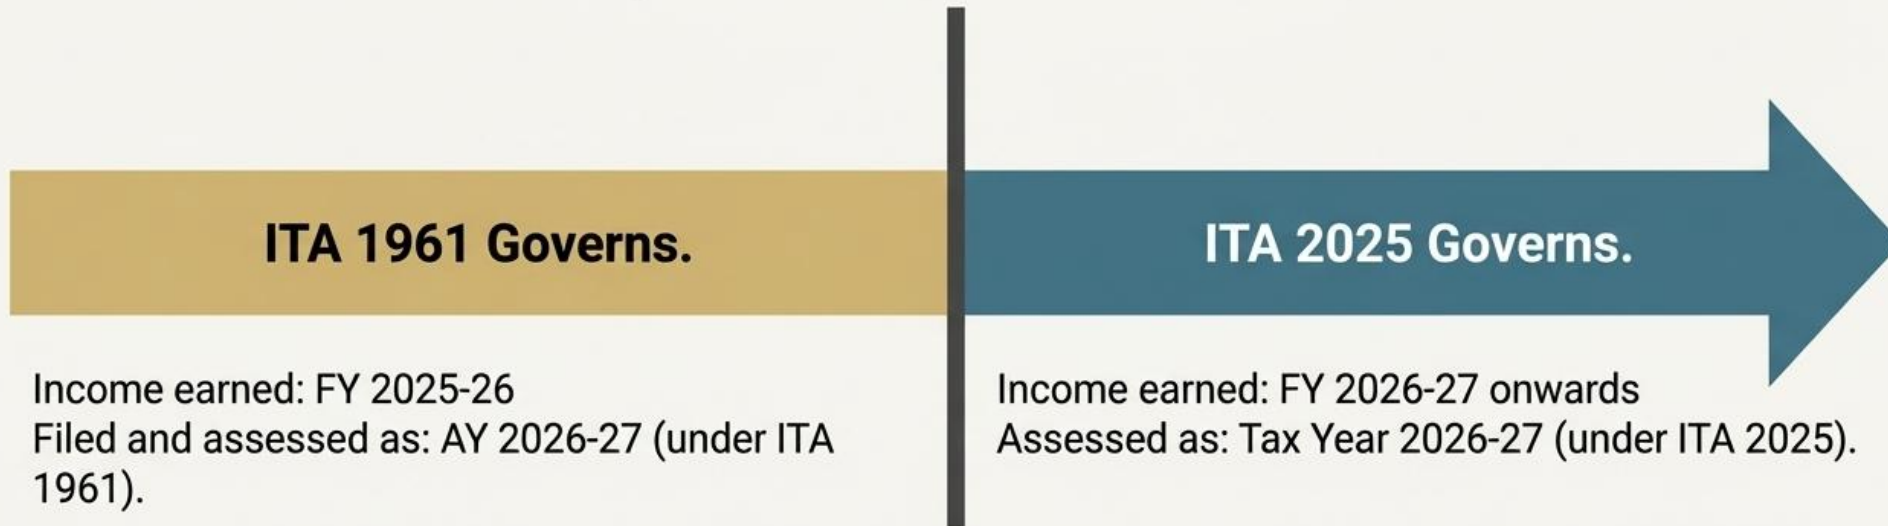 ITA 1961 Governs.
Income earned: FY 2025-26
Filed and assessed as: AY 2026-27 (under ITA
1961).
ITA 2025 Governs.
Income earned: FY 2026-27 onwards
Assessed as: Tax Year 2026-27 (under ITA 2025).